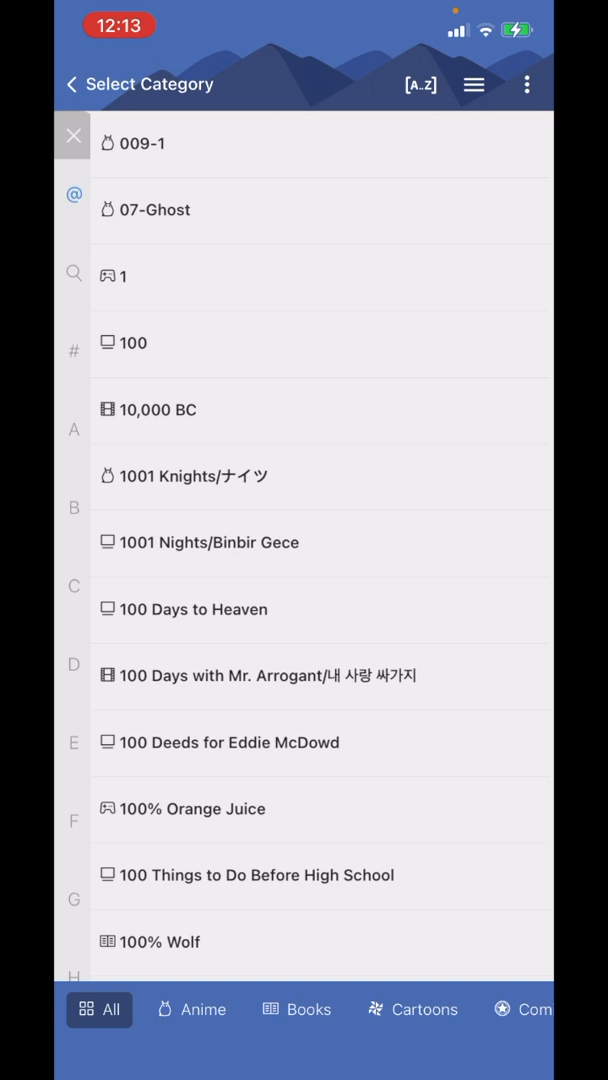 12:13
Select Category
[A..Z]
@
#
A
B
C
D
E
F
G
H
009-1
07-Ghost
1
100
10,000 BC
1001 Knights/ナイツ
1001 Nights/Binbir Gece
100 Days to Heaven
100 Days with Mr. Arrogant/내 사랑 싸가지
100 Deeds for Eddie McDowd
100% Orange Juice
100 Things to Do Before High School
100% Wolf
All Anime Books Cartoons Com